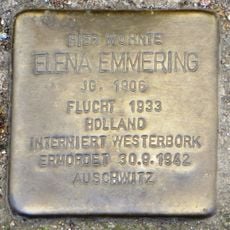 HIER WOHNTE
ELENA EMMERING
JG. 1906
FLUCHT 1933
HOLLAND
INTERNIERT WESTERBORK
ERMORDET 30.9.1942
AUSCHWITZ